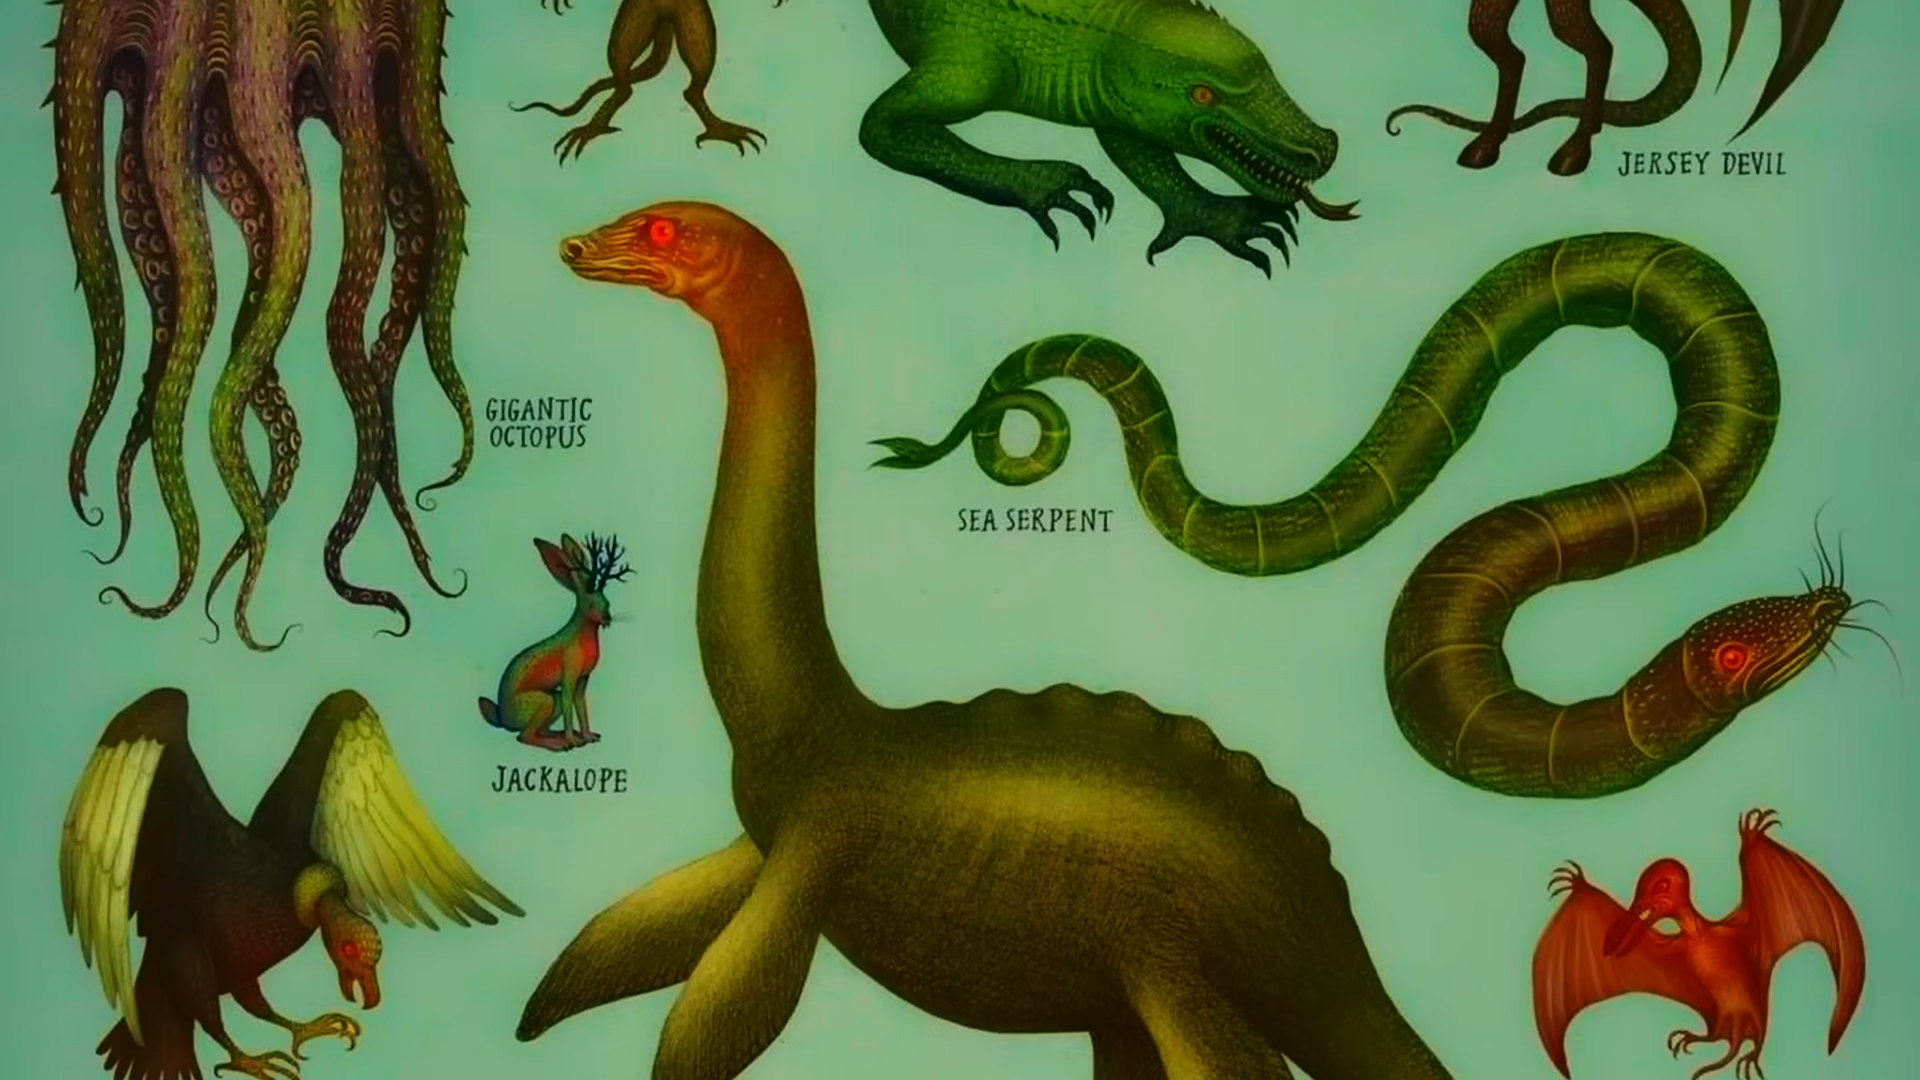 JERSEY DEVIL
GIGANTIC
OCTOPUS
SEA SERPENT
JACKALOPE